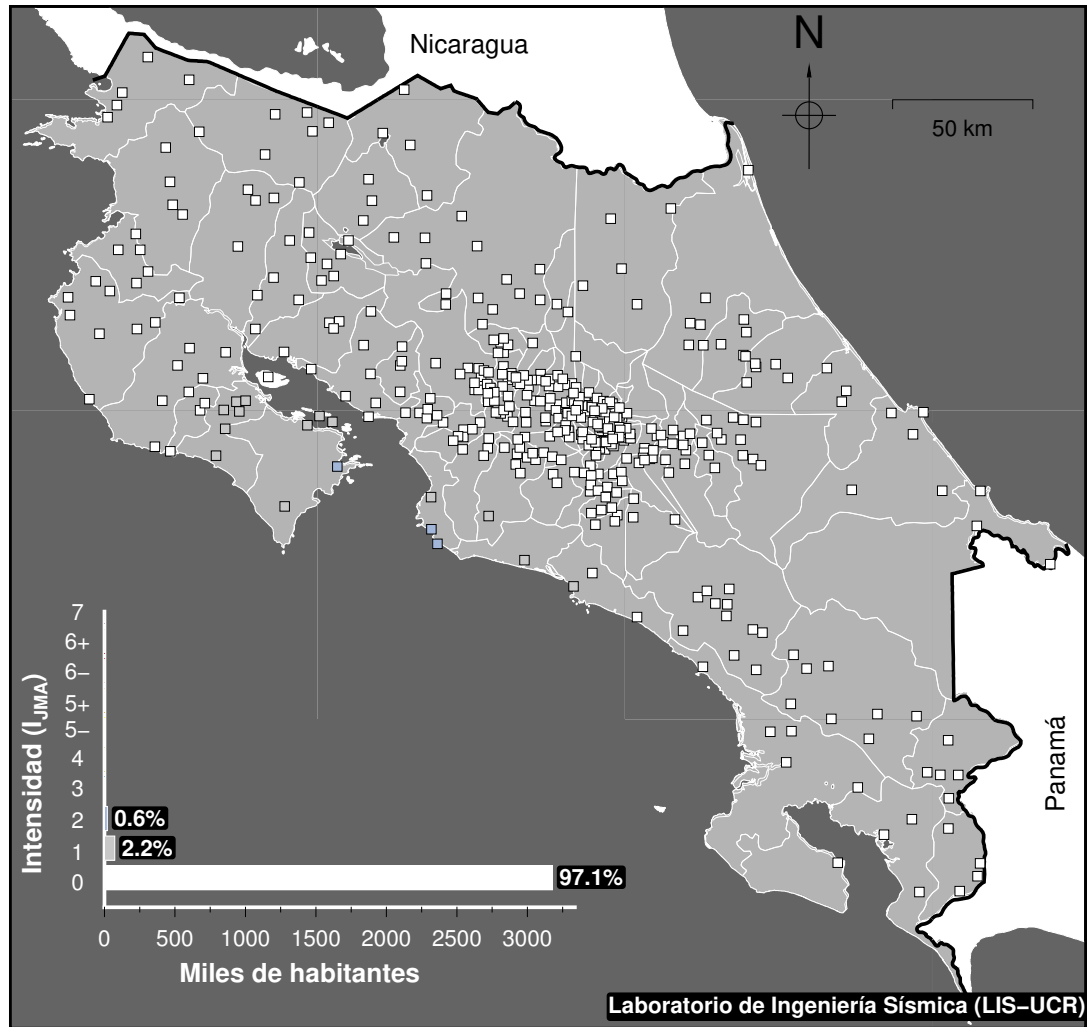 Nicaragua
N
50 km
Panamá
Intensidad (I_JMA)
7
6+
6−
5+
5−
4
3
2
1
0
0.6%
2.2%
97.1%
0 500 1000 1500 2000 2500 3000
Miles de habitantes
Laboratorio de Ingeniería Sísmica (LIS−UCR)